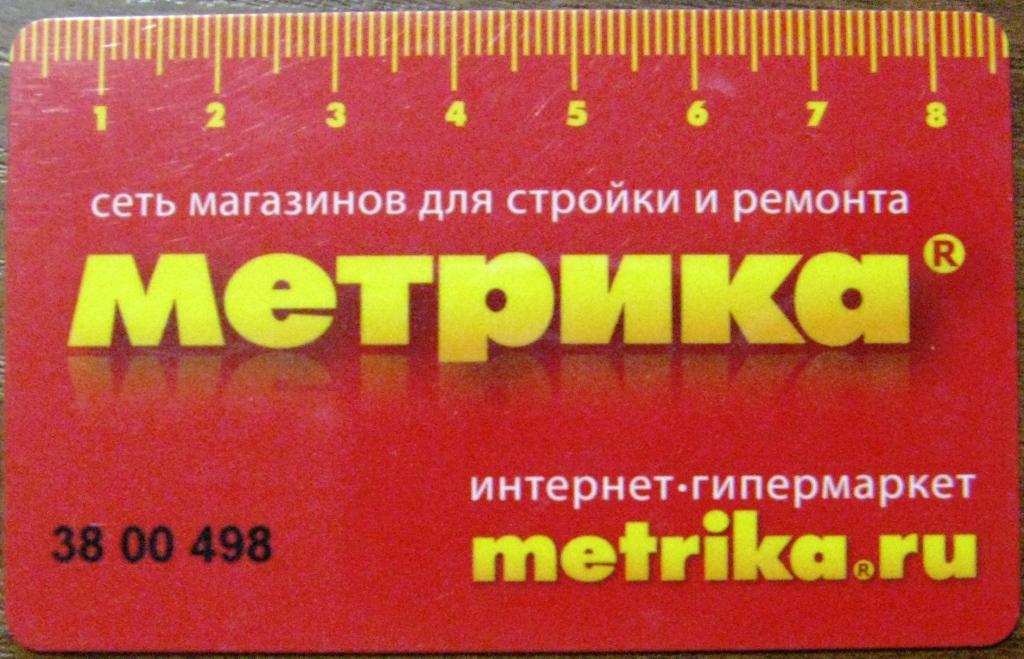 1 2 3 4 5 6 7 8
сеть магазинов для стройки и ремонта
метрика®
интернет·гипермаркет
38 00 498
metrika®.ru